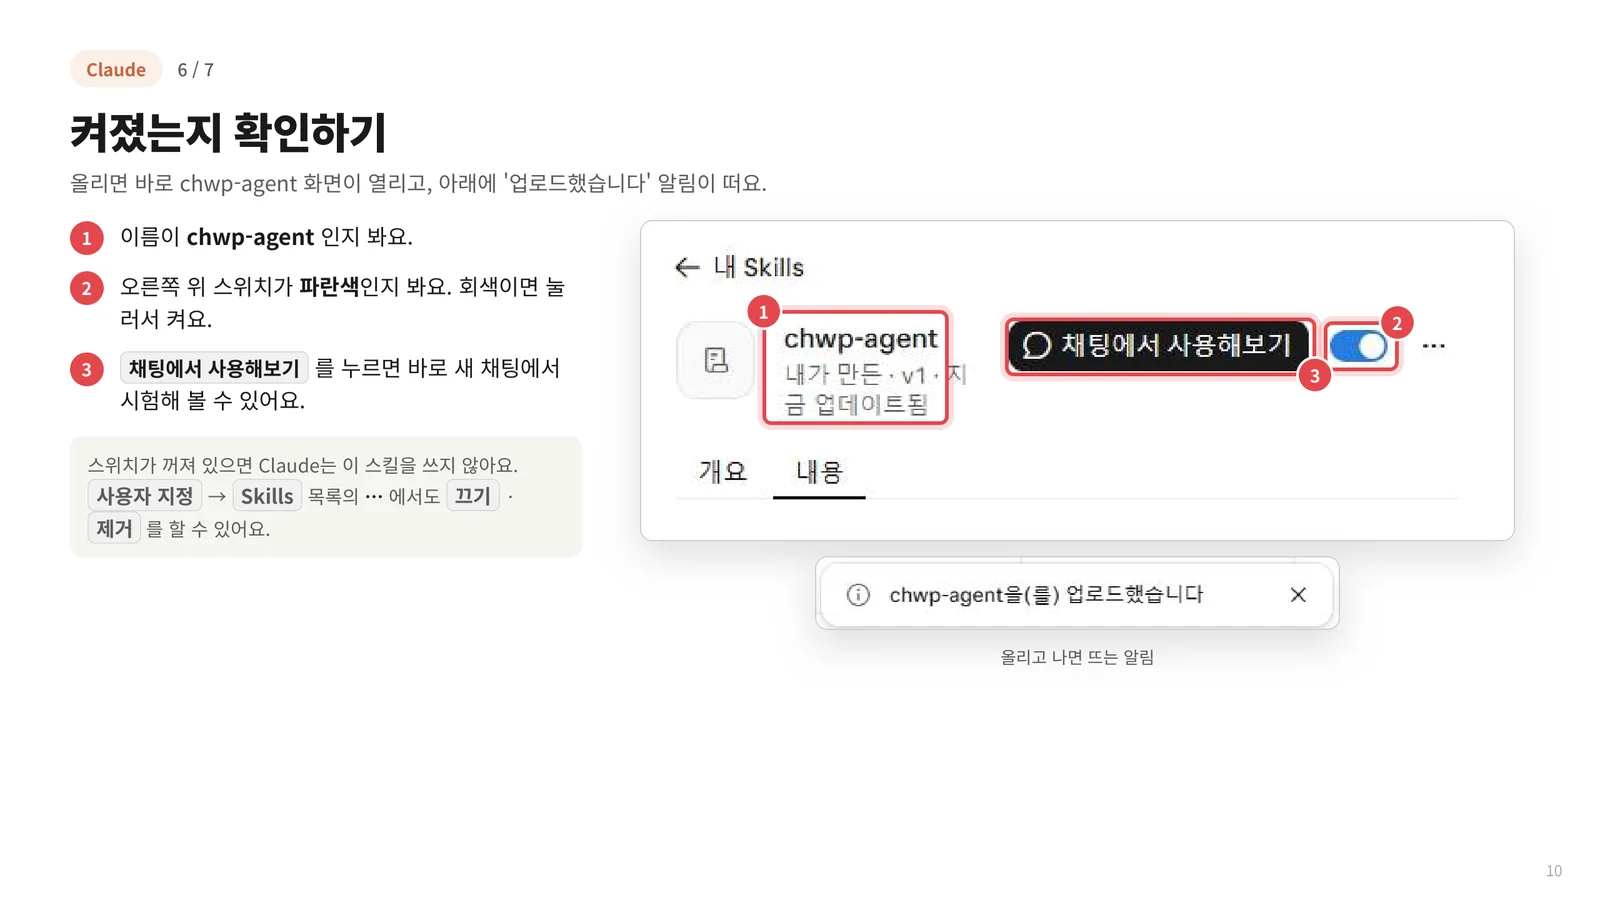 Claude 6 / 7
켜졌는지 확인하기
올리면 바로 chwp-agent 화면이 열리고, 아래에 '업로드했습니다' 알림이 떠요.
1 이름이 chwp-agent 인지 봐요.
2 오른쪽 위 스위치가 파란색인지 봐요. 회색이면 눌
러서 켜요.
3 채팅에서 사용해보기 를 누르면 바로 새 채팅에서
시험해 볼 수 있어요.
스위치가 꺼져 있으면 Claude는 이 스킬을 쓰지 않아요.
사용자 지정 → Skills 목록의 ··· 에서도 끄기 ·
제거 를 할 수 있어요.
← 내 Skills
1
chwp-agent
내가 만든 · v1 · 지
금 업데이트됨
채팅에서 사용해보기
3
2
···
개요 내용
chwp-agent을(를) 업로드했습니다
올리고 나면 뜨는 알림
10